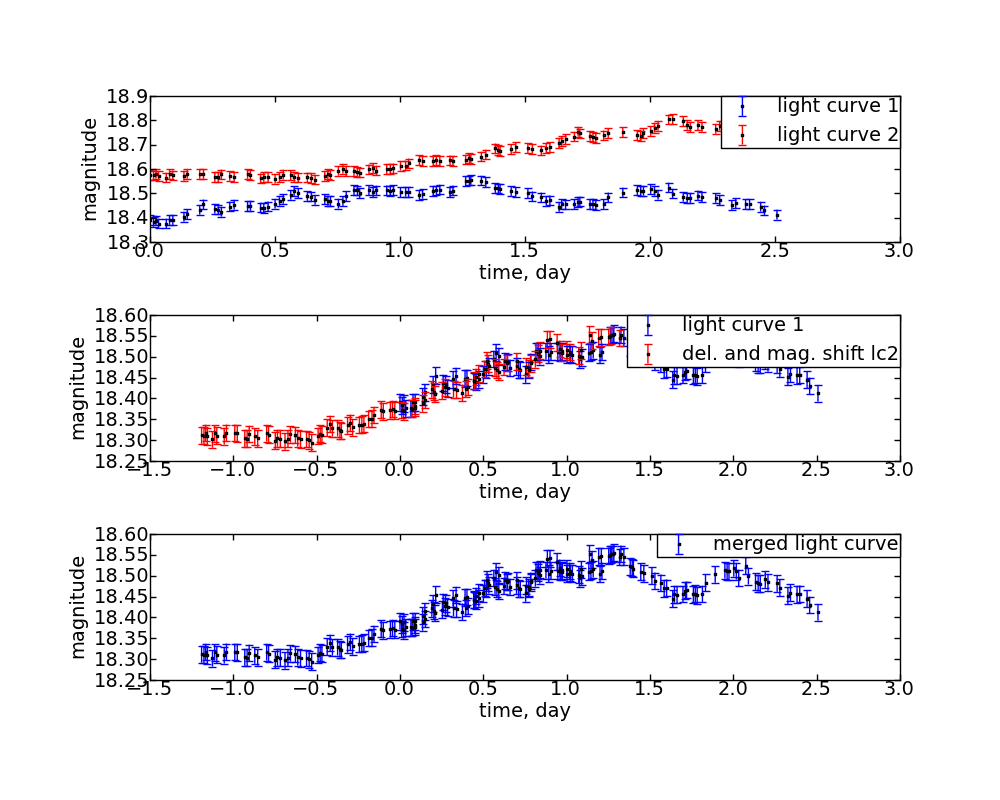 18.9
18.8
18.7
18.6
18.5
18.4
18.3
magnitude
light curve 1
light curve 2
0.0 0.5 1.0 1.5 2.0 2.5 3.0
time, day
18.60
18.55
18.50
18.45
18.40
18.35
18.30
18.25
magnitude
light curve 1
del. and mag. shift lc2
−1.5 −1.0 −0.5 0.0 0.5 1.0 1.5 2.0 2.5 3.0
time, day
18.60
18.55
18.50
18.45
18.40
18.35
18.30
18.25
magnitude
merged light curve
−1.5 −1.0 −0.5 0.0 0.5 1.0 1.5 2.0 2.5 3.0
time, day